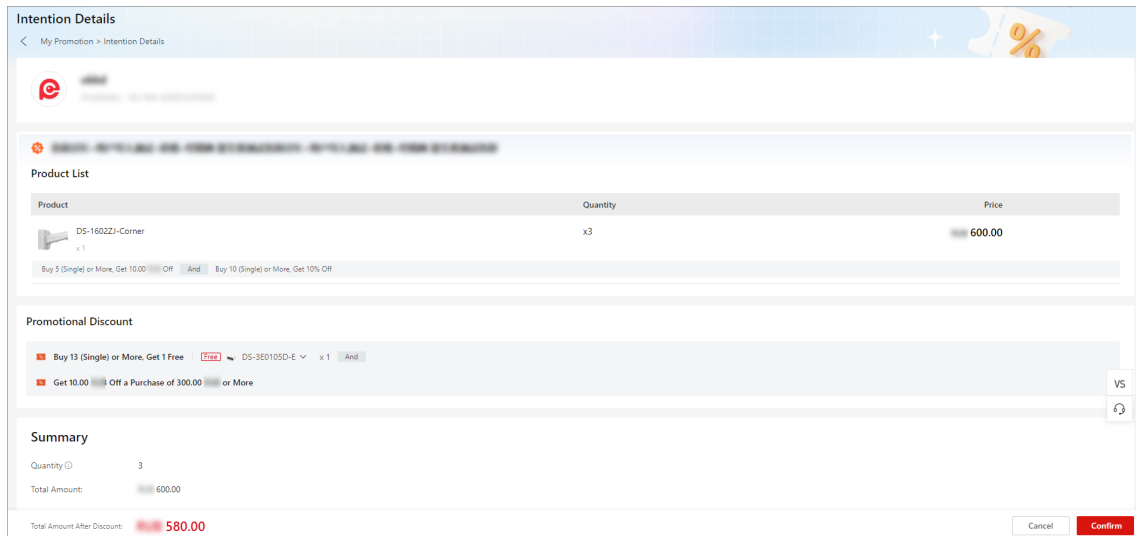 Intention Details
My Promotion > Intention Details
Product List
Product Quantity Price
DS-1602ZJ-Corner x3 600.00
x 1
Buy 5 (Single) or More, Get 10.00 Off And Buy 10 (Single) or More, Get 10% Off
Promotional Discount
Buy 13 (Single) or More, Get 1 Free Free DS-3E0105D-E x 1 And
Get 10.00 Off a Purchase of 300.00 or More
VS
Summary
Quantity 3
Total Amount: 600.00
Total Amount After Discount: 580.00
Cancel Confirm